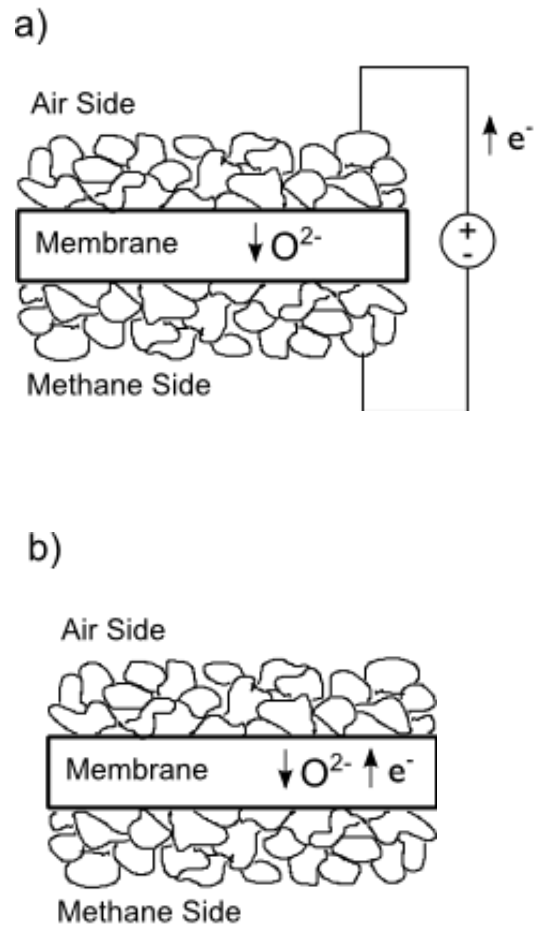 a)
Air Side
e⁻
Membrane ↓ O²⁻
+
-
Methane Side
b)
Air Side
Membrane ↓ O²⁻ ↑ e⁻
Methane Side